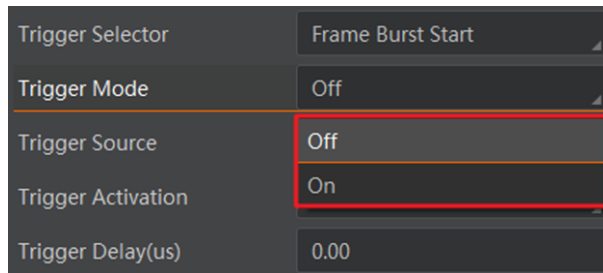 Trigger Selector Frame Burst Start
Trigger Mode Off
Trigger Source Off
On
Trigger Activation
Trigger Delay(us) 0.00